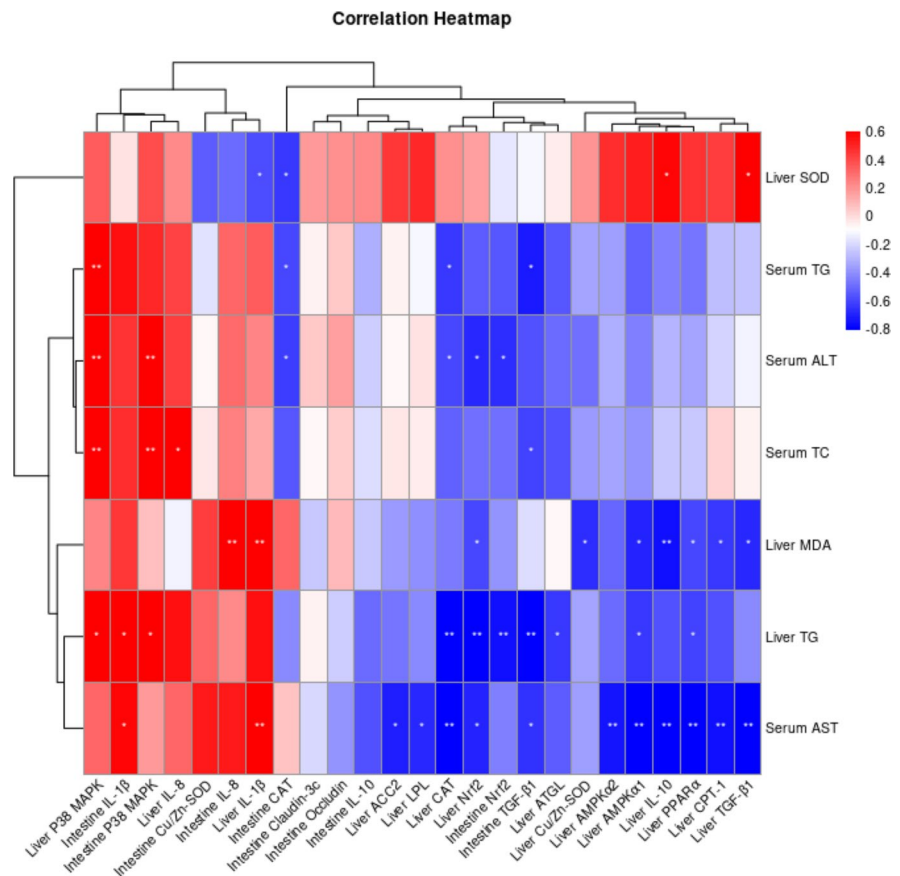 Correlation Heatmap
0.6
0.4
0.2
0
-0.2
-0.4
-0.6
-0.8
* * * * Liver SOD
** * * * Serum TG
** ** * * * * Serum ALT
** ** * * Serum TC
** ** * * * ** * * * Liver MDA
* * * ** ** ** ** * * * Liver TG
* ** * * ** * * ** ** ** ** ** ** Serum AST
Liver P38 MAPK
Intestine IL-1β
Intestine P38 MAPK
Liver IL-8
Intestine Cu/Zn-SOD
Intestine IL-8
Liver IL-1β
Intestine CAT
Intestine Claudin-3c
Intestine Occludin
Intestine IL-10
Liver ACC2
Liver LPL
Liver CAT
Liver Nrf2
Intestine Nrf2
Intestine TGF-β1
Liver ATGL
Liver Cu/Zn-SOD
Liver AMPKα2
Liver AMPKα1
Liver IL-10
Liver PPARα
Liver CPT-1
Liver TGF-β1